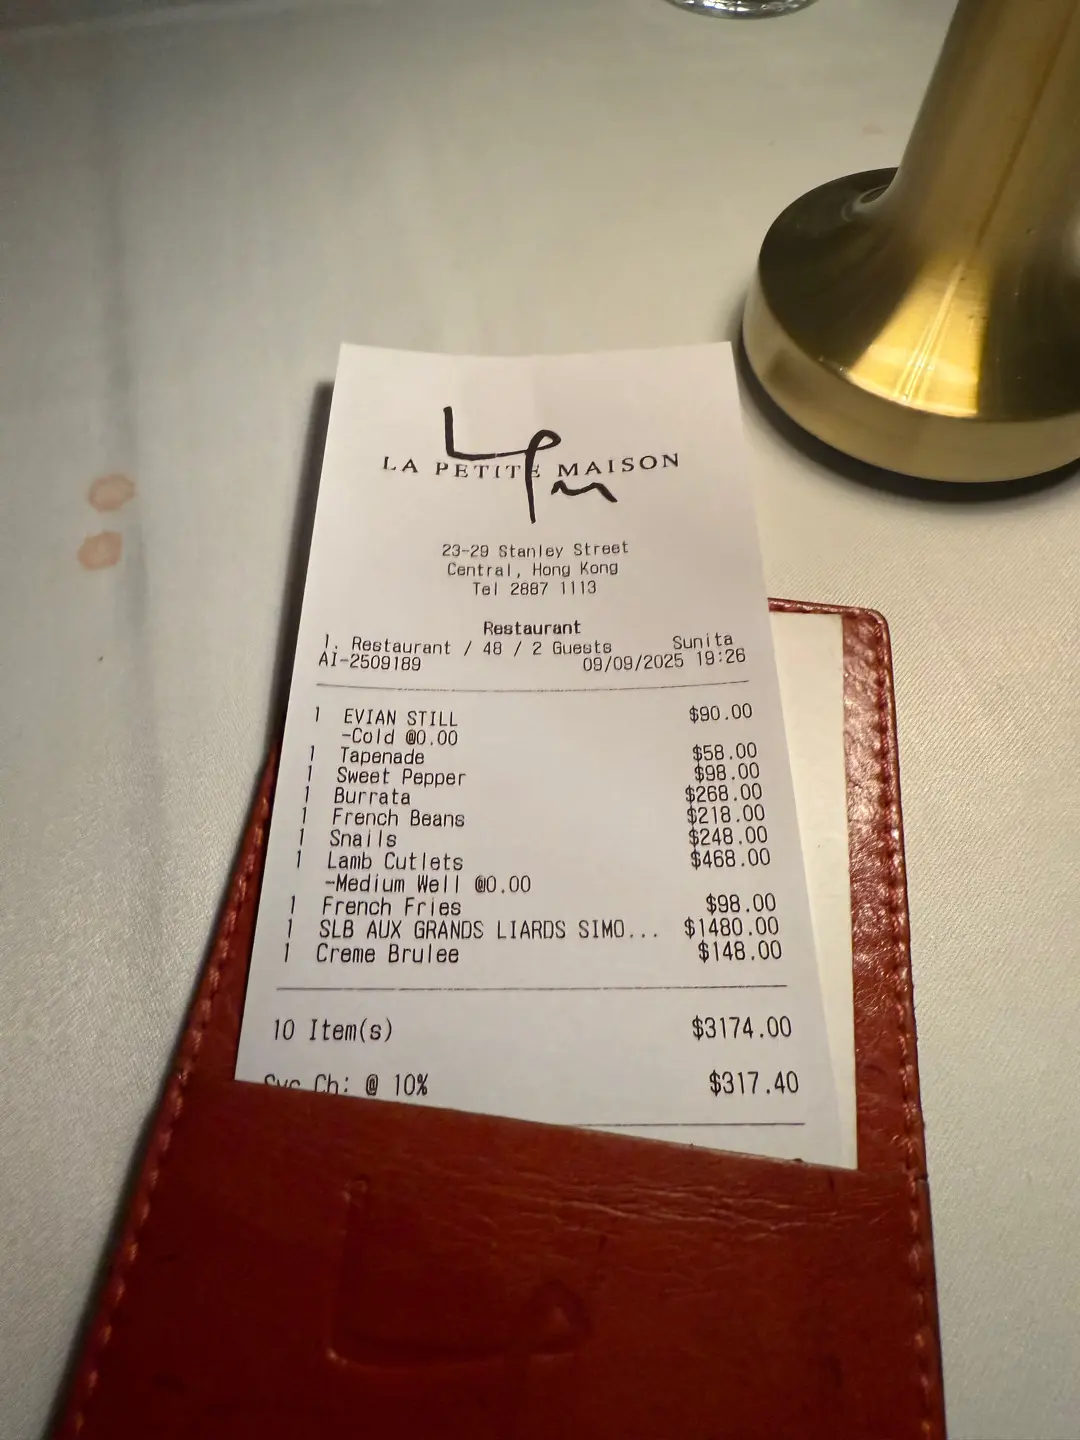 LPM
LA PETITE MAISON
23-29 Stanley Street
Central, Hong Kong
Tel 2887 1113
Restaurant
1. Restaurant / 48 / 2 Guests Sunita
AI-2509189 09/09/2025 19:26
1 EVIAN STILL $90.00
-Cold @0.00
1 Tapenade $58.00
1 Sweet Pepper $98.00
1 Burrata $268.00
1 French Beans $218.00
1 Snails $248.00
1 Lamb Cutlets $468.00
-Medium Well @0.00
1 French Fries $98.00
1 SLB AUX GRANDS LIARDS SIMO... $1480.00
1 Creme Brulee $148.00
10 Item(s) $3174.00
Svc Ch: @ 10% $317.40